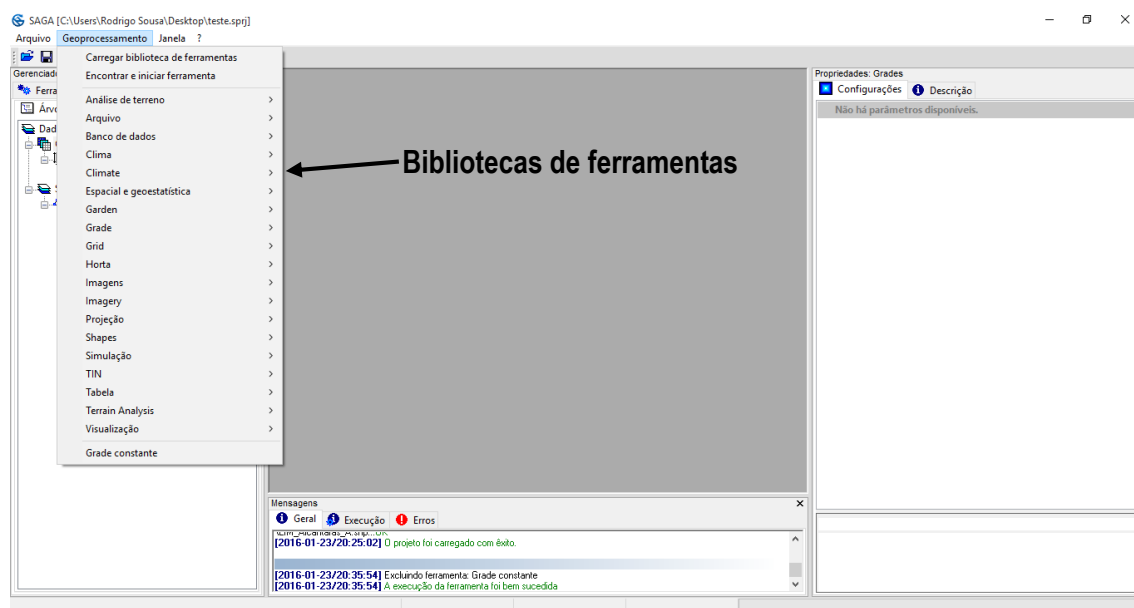 SAGA [C:\Users\Rodrigo Sousa\Desktop\teste.sprj]
Arquivo Geoprocessamento Janela ?
Carregar biblioteca de ferramentas
Encontrar e iniciar ferramenta
Análise de terreno
Arquivo
Banco de dados
Clima
Climate
Espacial e geoestatística
Garden
Grade
Grid
Horta
Imagens
Imagery
Projeção
Shapes
Simulação
TIN
Tabela
Terrain Analysis
Visualização
Grade constante
Bibliotecas de ferramentas
Propriedades: Grades
Configurações Descrição
Não há parâmetros disponíveis.
Mensagens
Geral Execução Erros
[2016-01-23/20:25:02] O projeto foi carregado com êxito.
[2016-01-23/20:35:54] Excluindo ferramenta: Grade constante
[2016-01-23/20:35:54] A execução da ferramenta foi bem sucedida